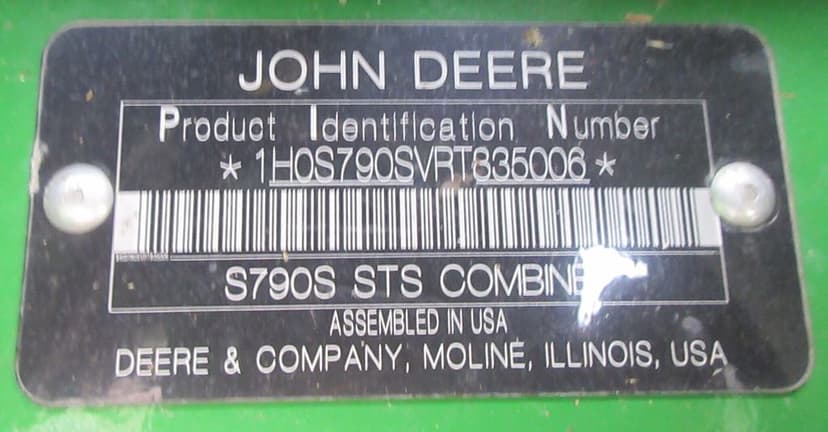 JOHN DEERE
Product Identification Number
*1H0S790SVRT835006*
S790S STS COMBINE
ASSEMBLED IN USA
DEERE & COMPANY, MOLINE, ILLINOIS, USA